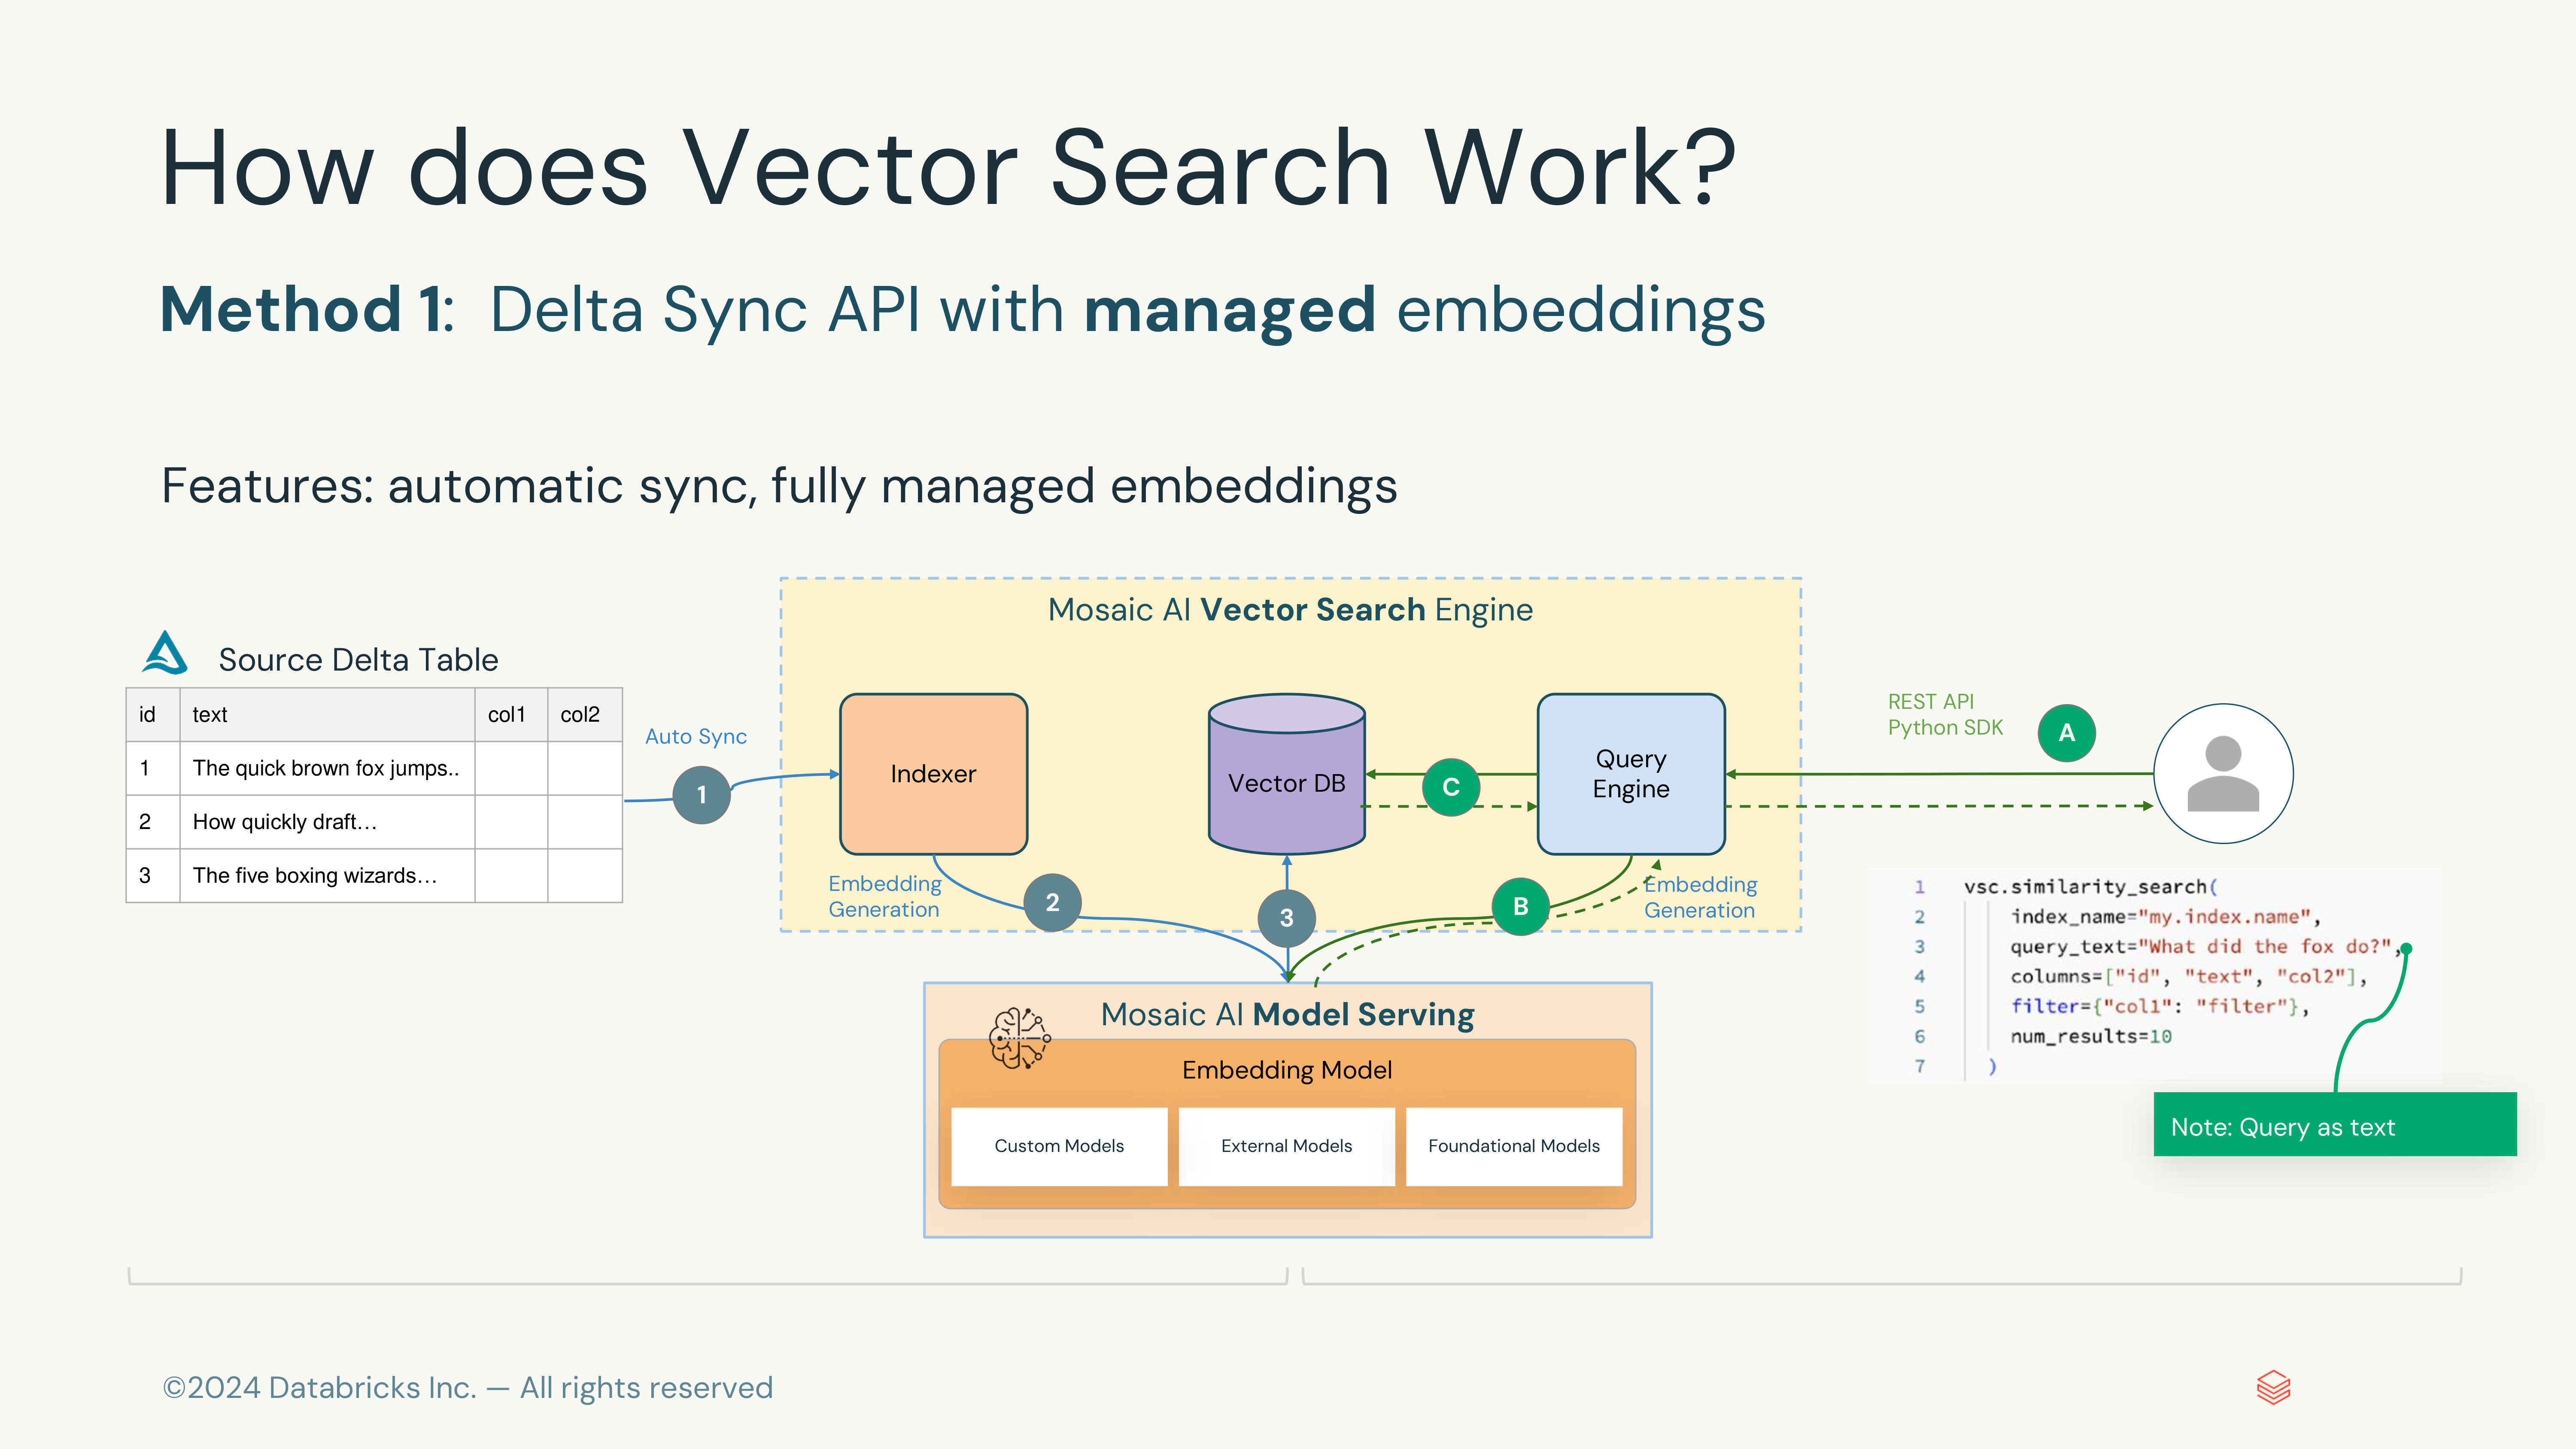 How does Vector Search Work?
Method 1: Delta Sync API with managed embeddings
Features: automatic sync, fully managed embeddings
Source Delta Table
id text col1 col2
1 The quick brown fox jumps..
2 How quickly draft…
3 The five boxing wizards…
Auto Sync
1
Mosaic AI Vector Search Engine
Indexer
Vector DB
Query
Engine
C
Embedding
Generation
2
3
B
Embedding
Generation
REST API
Python SDK
A
Mosaic AI Model Serving
Embedding Model
Custom Models
External Models
Foundational Models
1 vsc.similarity_search(
2 index_name="my.index.name",
3 query_text="What did the fox do?",
4 columns=["id", "text", "col2"],
5 filter={"col1": "filter"},
6 num_results=10
7 )
Note: Query as text
©2024 Databricks Inc. — All rights reserved